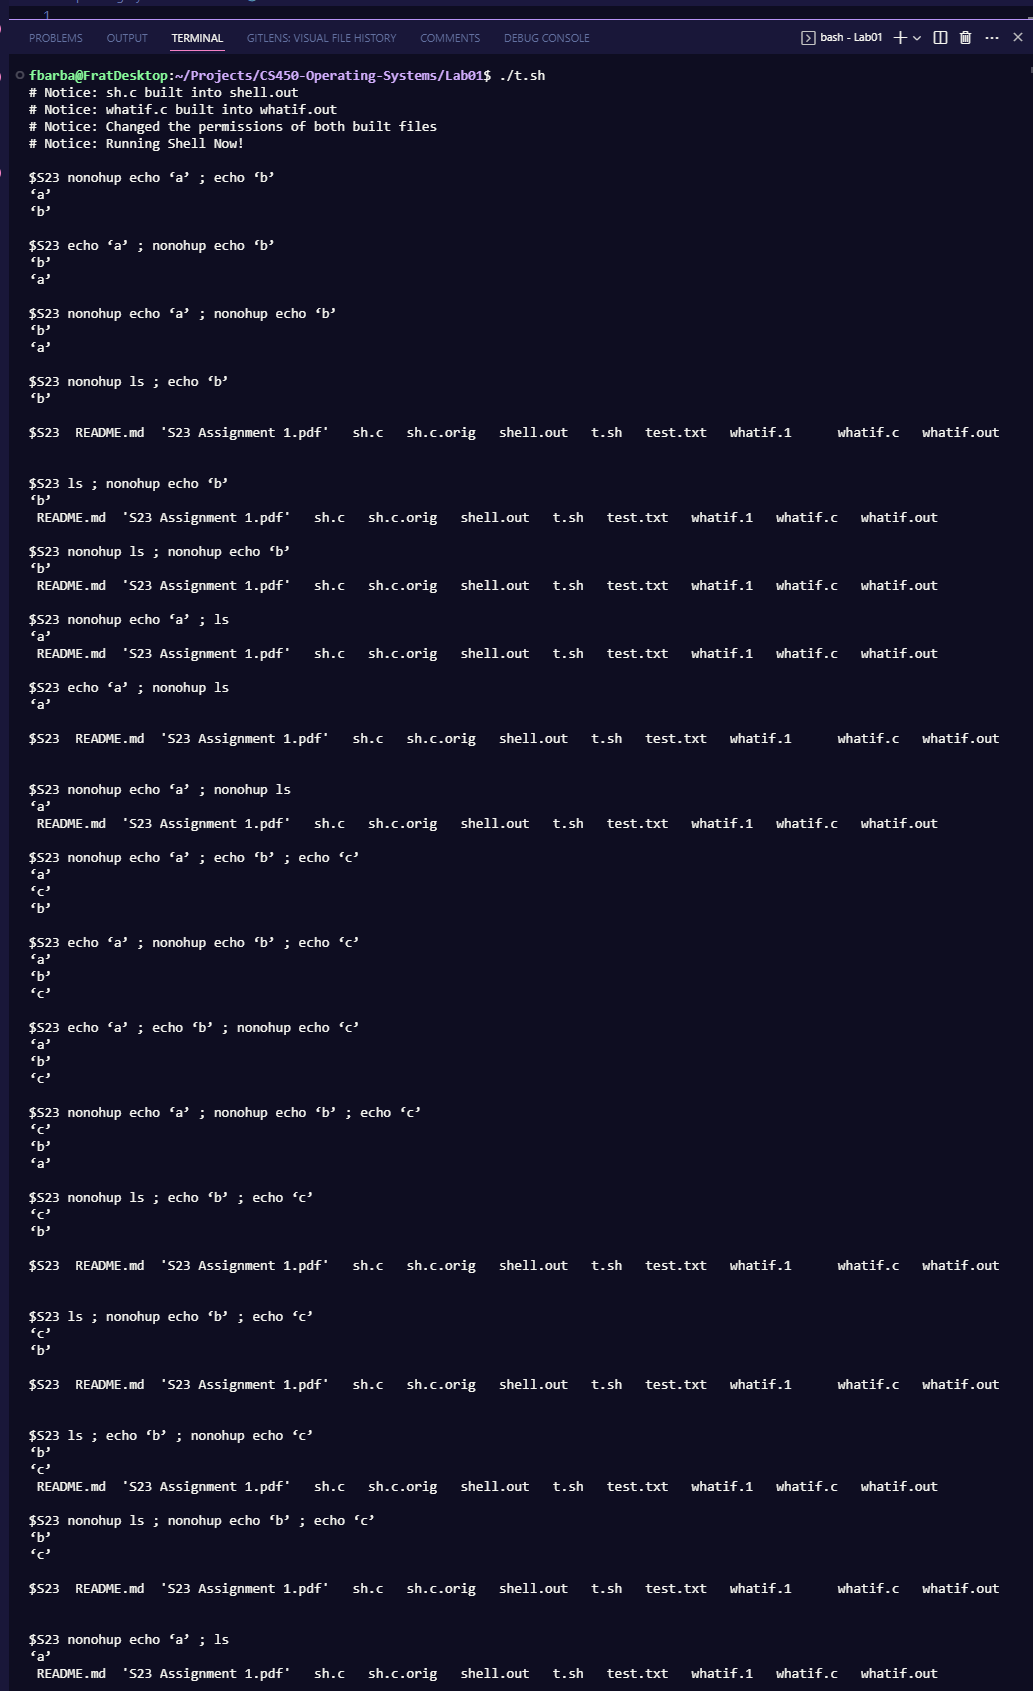 1
PROBLEMS OUTPUT TERMINAL GITLENS: VISUAL FILE HISTORY COMMENTS DEBUG CONSOLE bash - Lab01
fbarba@FratDesktop:~/Projects/CS450-Operating-Systems/Lab01$ ./t.sh
# Notice: sh.c built into shell.out
# Notice: whatif.c built into whatif.out
# Notice: Changed the permissions of both built files
# Notice: Running Shell Now!
$S23 nonohup echo ‘a’ ; echo ‘b’
‘a’
‘b’
$S23 echo ‘a’ ; nonohup echo ‘b’
‘b’
‘a’
$S23 nonohup echo ‘a’ ; nonohup echo ‘b’
‘b’
‘a’
$S23 nonohup ls ; echo ‘b’
‘b’
$S23  README.md  'S23 Assignment 1.pdf'   sh.c   sh.c.orig   shell.out   t.sh   test.txt   whatif.1      whatif.c   whatif.out
$S23 ls ; nonohup echo ‘b’
‘b’
 README.md  'S23 Assignment 1.pdf'   sh.c   sh.c.orig   shell.out   t.sh   test.txt   whatif.1   whatif.c   whatif.out
$S23 nonohup ls ; nonohup echo ‘b’
‘b’
 README.md  'S23 Assignment 1.pdf'   sh.c   sh.c.orig   shell.out   t.sh   test.txt   whatif.1   whatif.c   whatif.out
$S23 nonohup echo ‘a’ ; ls
‘a’
 README.md  'S23 Assignment 1.pdf'   sh.c   sh.c.orig   shell.out   t.sh   test.txt   whatif.1   whatif.c   whatif.out
$S23 echo ‘a’ ; nonohup ls
‘a’
$S23  README.md  'S23 Assignment 1.pdf'   sh.c   sh.c.orig   shell.out   t.sh   test.txt   whatif.1      whatif.c   whatif.out
$S23 nonohup echo ‘a’ ; nonohup ls
‘a’
 README.md  'S23 Assignment 1.pdf'   sh.c   sh.c.orig   shell.out   t.sh   test.txt   whatif.1   whatif.c   whatif.out
$S23 nonohup echo ‘a’ ; echo ‘b’ ; echo ‘c’
‘a’
‘c’
‘b’
$S23 echo ‘a’ ; nonohup echo ‘b’ ; echo ‘c’
‘a’
‘b’
‘c’
$S23 echo ‘a’ ; echo ‘b’ ; nonohup echo ‘c’
‘a’
‘b’
‘c’
$S23 nonohup echo ‘a’ ; nonohup echo ‘b’ ; echo ‘c’
‘c’
‘b’
‘a’
$S23 nonohup ls ; echo ‘b’ ; echo ‘c’
‘c’
‘b’
$S23  README.md  'S23 Assignment 1.pdf'   sh.c   sh.c.orig   shell.out   t.sh   test.txt   whatif.1      whatif.c   whatif.out
$S23 ls ; nonohup echo ‘b’ ; echo ‘c’
‘c’
‘b’
$S23  README.md  'S23 Assignment 1.pdf'   sh.c   sh.c.orig   shell.out   t.sh   test.txt   whatif.1      whatif.c   whatif.out
$S23 ls ; echo ‘b’ ; nonohup echo ‘c’
‘b’
‘c’
 README.md  'S23 Assignment 1.pdf'   sh.c   sh.c.orig   shell.out   t.sh   test.txt   whatif.1   whatif.c   whatif.out
$S23 nonohup ls ; nonohup echo ‘b’ ; echo ‘c’
‘b’
‘c’
$S23  README.md  'S23 Assignment 1.pdf'   sh.c   sh.c.orig   shell.out   t.sh   test.txt   whatif.1      whatif.c   whatif.out
$S23 nonohup echo ‘a’ ; ls
‘a’
 README.md  'S23 Assignment 1.pdf'   sh.c   sh.c.orig   shell.out   t.sh   test.txt   whatif.1   whatif.c   whatif.out